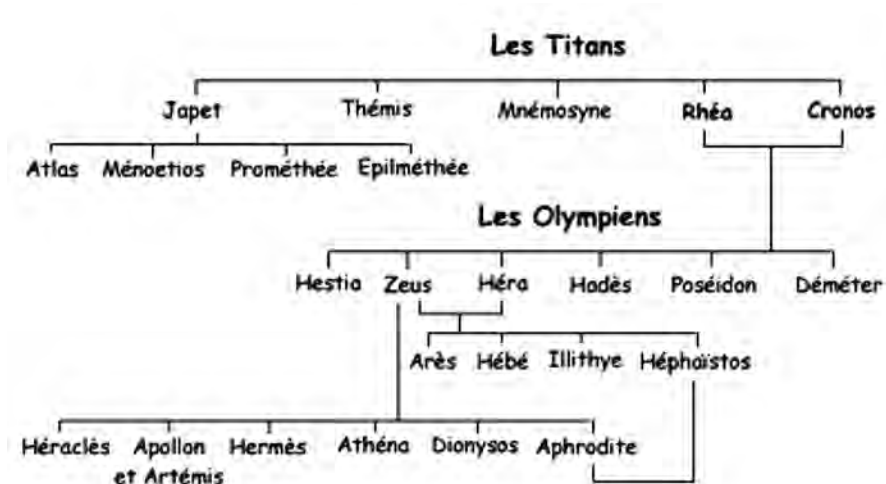 Les Titans
Japet Thémis Mnémosyne Rhéa Cronos
Atlas Ménoetios Prométhée Epilméthée
Les Olympiens
Hestia Zeus Héra Hadès Poséidon Déméter
Arès Hébé Illithye Héphaïstos
Héraclès Apollon Hermès Athéna Dionysos Aphrodite
et Artémis